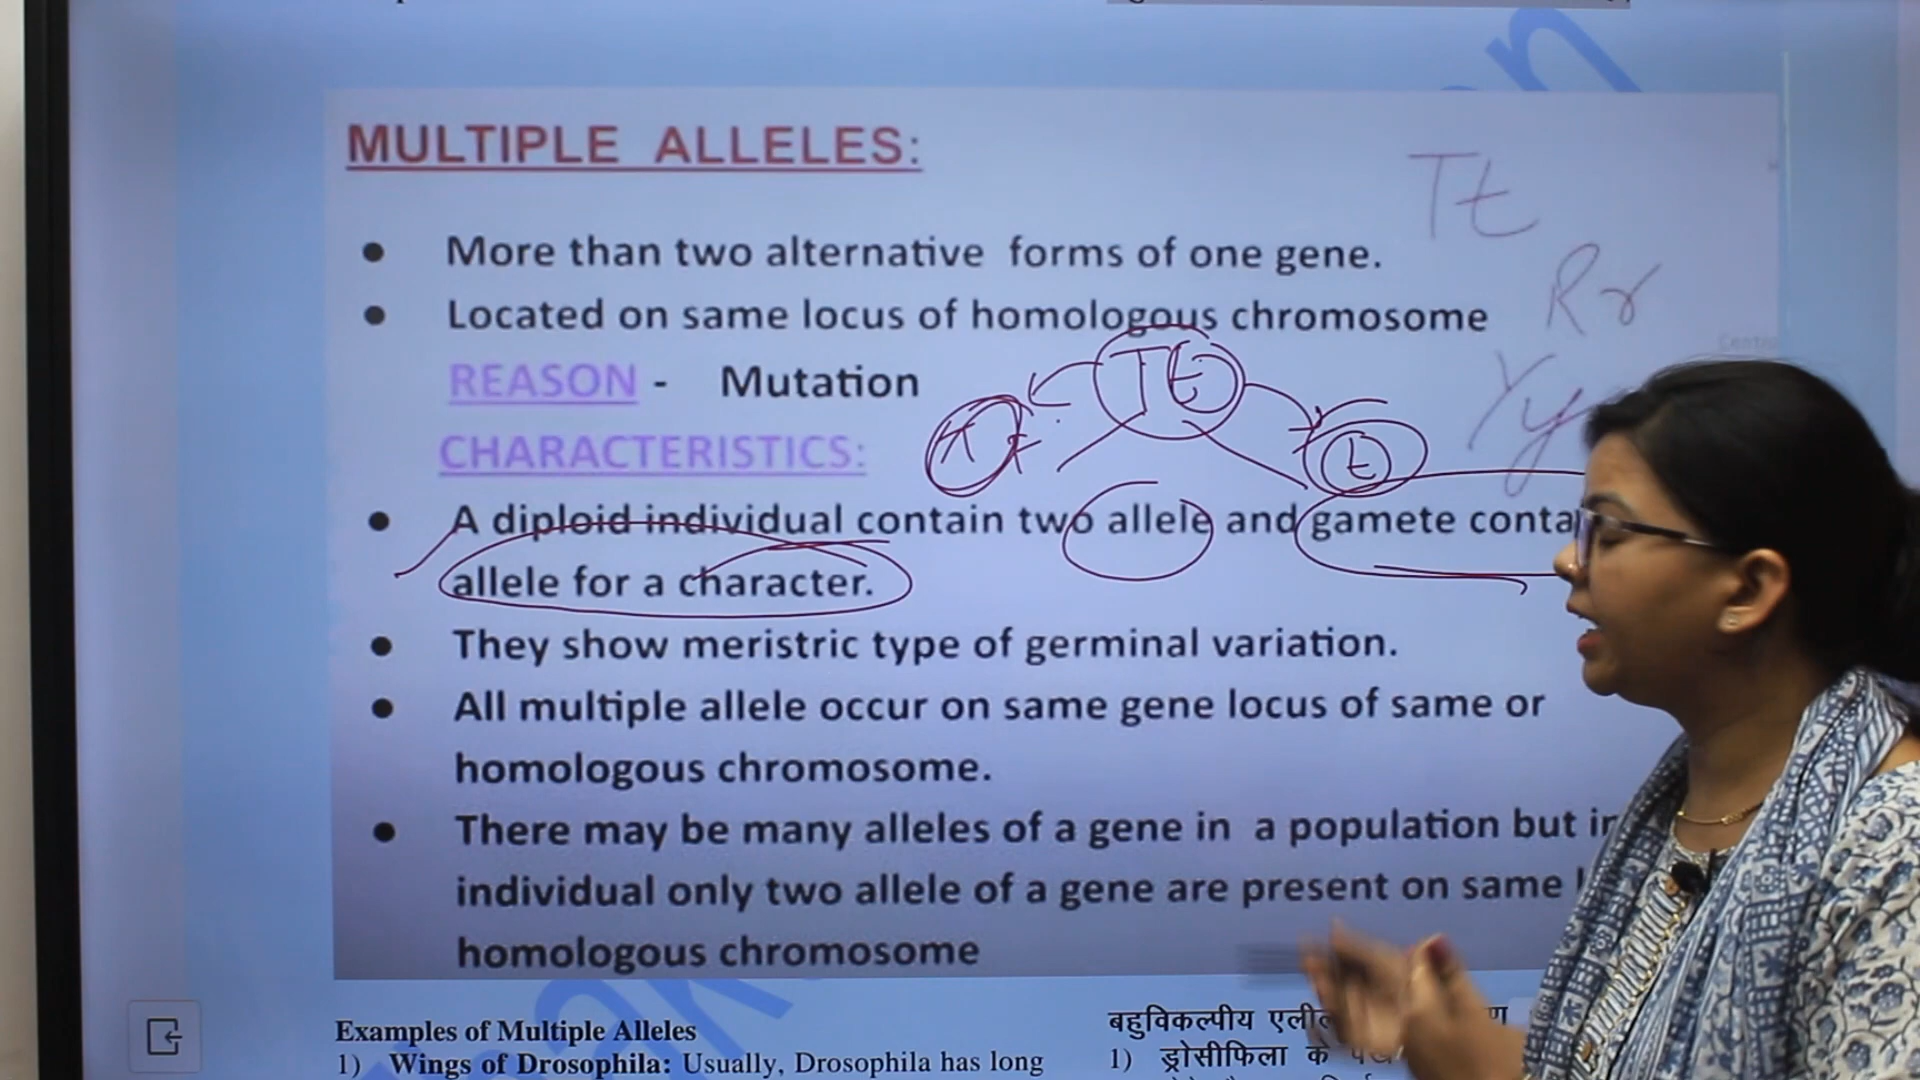 MULTIPLE ALLELES:
Tt
● More than two alternative forms of one gene.
Rr
● Located on same locus of homologous chromosome
Yy
REASON - Mutation
Tt
CHARACTERISTICS:
t
● A diploid individual contain two allele and gamete conta
allele for a character.
● They show meristric type of germinal variation.
● All multiple allele occur on same gene locus of same or
homologous chromosome.
● There may be many alleles of a gene in a population but in
individual only two allele of a gene are present on same
homologous chromosome
Examples of Multiple Alleles
1) Wings of Drosophila: Usually, Drosophila has long
बहुविकल्पीय
1) ड्रोसीफिला के